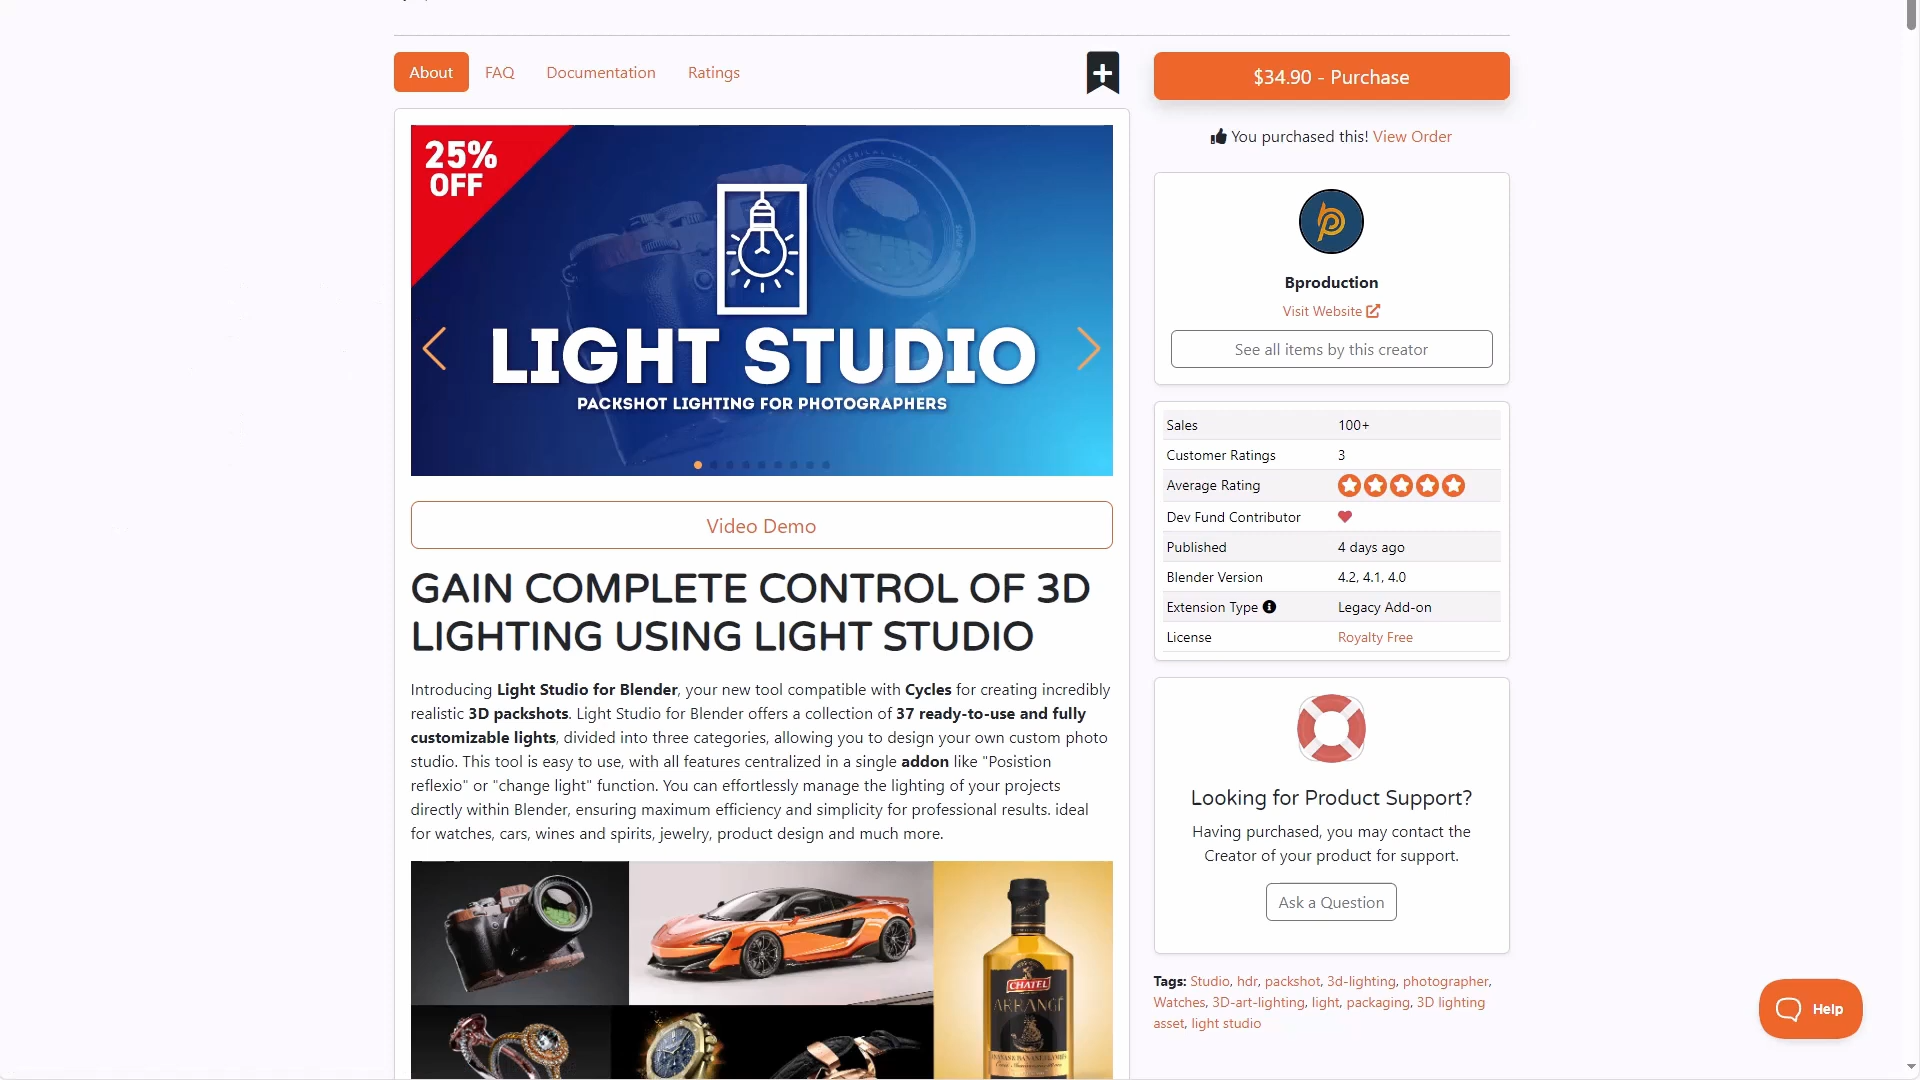 About
FAQ
Documentation
Ratings
$34.90 - Purchase
You purchased this! View Order
25%
OFF
LIGHT STUDIO
PACKSHOT LIGHTING FOR PHOTOGRAPHERS
Bproduction
Visit Website
See all items by this creator
Sales 100+
Customer Ratings 3
Average Rating
Dev Fund Contributor
Published 4 days ago
Blender Version 4.2, 4.1, 4.0
Extension Type Legacy Add-on
License Royalty Free
Video Demo
GAIN COMPLETE CONTROL OF 3D
LIGHTING USING LIGHT STUDIO
Introducing Light Studio for Blender, your new tool compatible with Cycles for creating incredibly
realistic 3D packshots. Light Studio for Blender offers a collection of 37 ready-to-use and fully
customizable lights, divided into three categories, allowing you to design your own custom photo
studio. This tool is easy to use, with all features centralized in a single addon like "Posistion
reflexio" or "change light" function. You can effortlessly manage the lighting of your projects
directly within Blender, ensuring maximum efficiency and simplicity for professional results. ideal
for watches, cars, wines and spirits, jewelry, product design and much more.
Looking for Product Support?
Having purchased, you may contact the
Creator of your product for support.
Ask a Question
CHATEL
ARRANGÉ
Tags: Studio, hdr, packshot, 3d-lighting, photographer,
Watches, 3D-art-lighting, light, packaging, 3D lighting
asset, light studio
Help